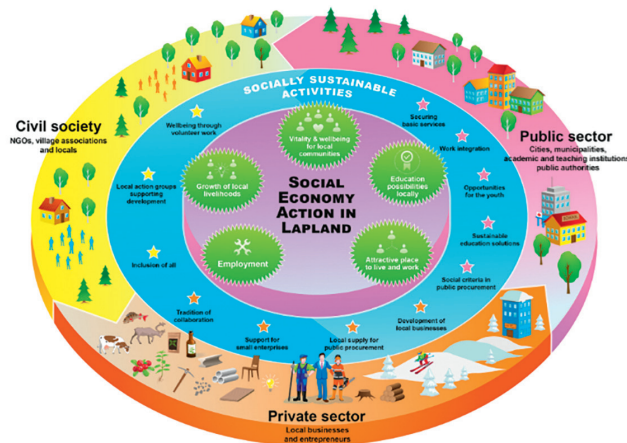 SOCIALLY SUSTAINABLE
ACTIVITIES
Civil society
NGOs, village associations
and locals
Public sector
Cities, municipalities,
academic and teaching institutions
public authorities
Private sector
Local businesses
and entrepreneurs
SOCIAL
ECONOMY
ACTION IN
LAPLAND
Vitality & wellbeing
for local
communities
Education
possibilities
locally
Attractive place
to live and work
Employment
Growth of local
livelihoods
Wellbeing through
volunteer work
Local action groups
supporting
development
Inclusion of all
Tradition of
collaboration
Support for
small enterprises
Local supply for
public procurement
Development of
local businesses
Social criteria in
public procurement
Sustainable
education solutions
Opportunities
for the youth
Work integration
Securing
basic services